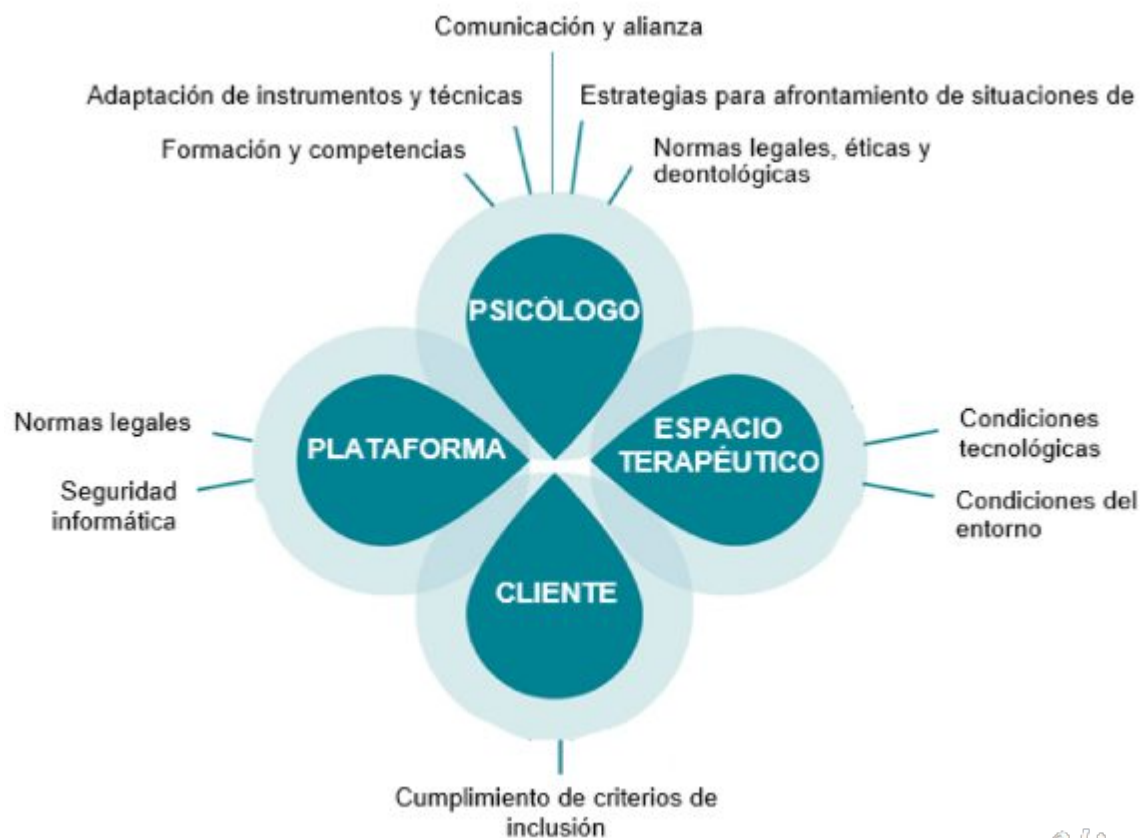 Comunicación y alianza
Adaptación de instrumentos y técnicas
Estrategias para afrontamiento de situaciones de
Formación y competencias
Normas legales, éticas y
deontológicas
PSICÓLOGO
Normas legales
Seguridad
informática
PLATAFORMA
ESPACIO
TERAPÉUTICO
Condiciones
tecnológicas
Condiciones del
entorno
CLIENTE
Cumplimiento de criterios de
inclusión